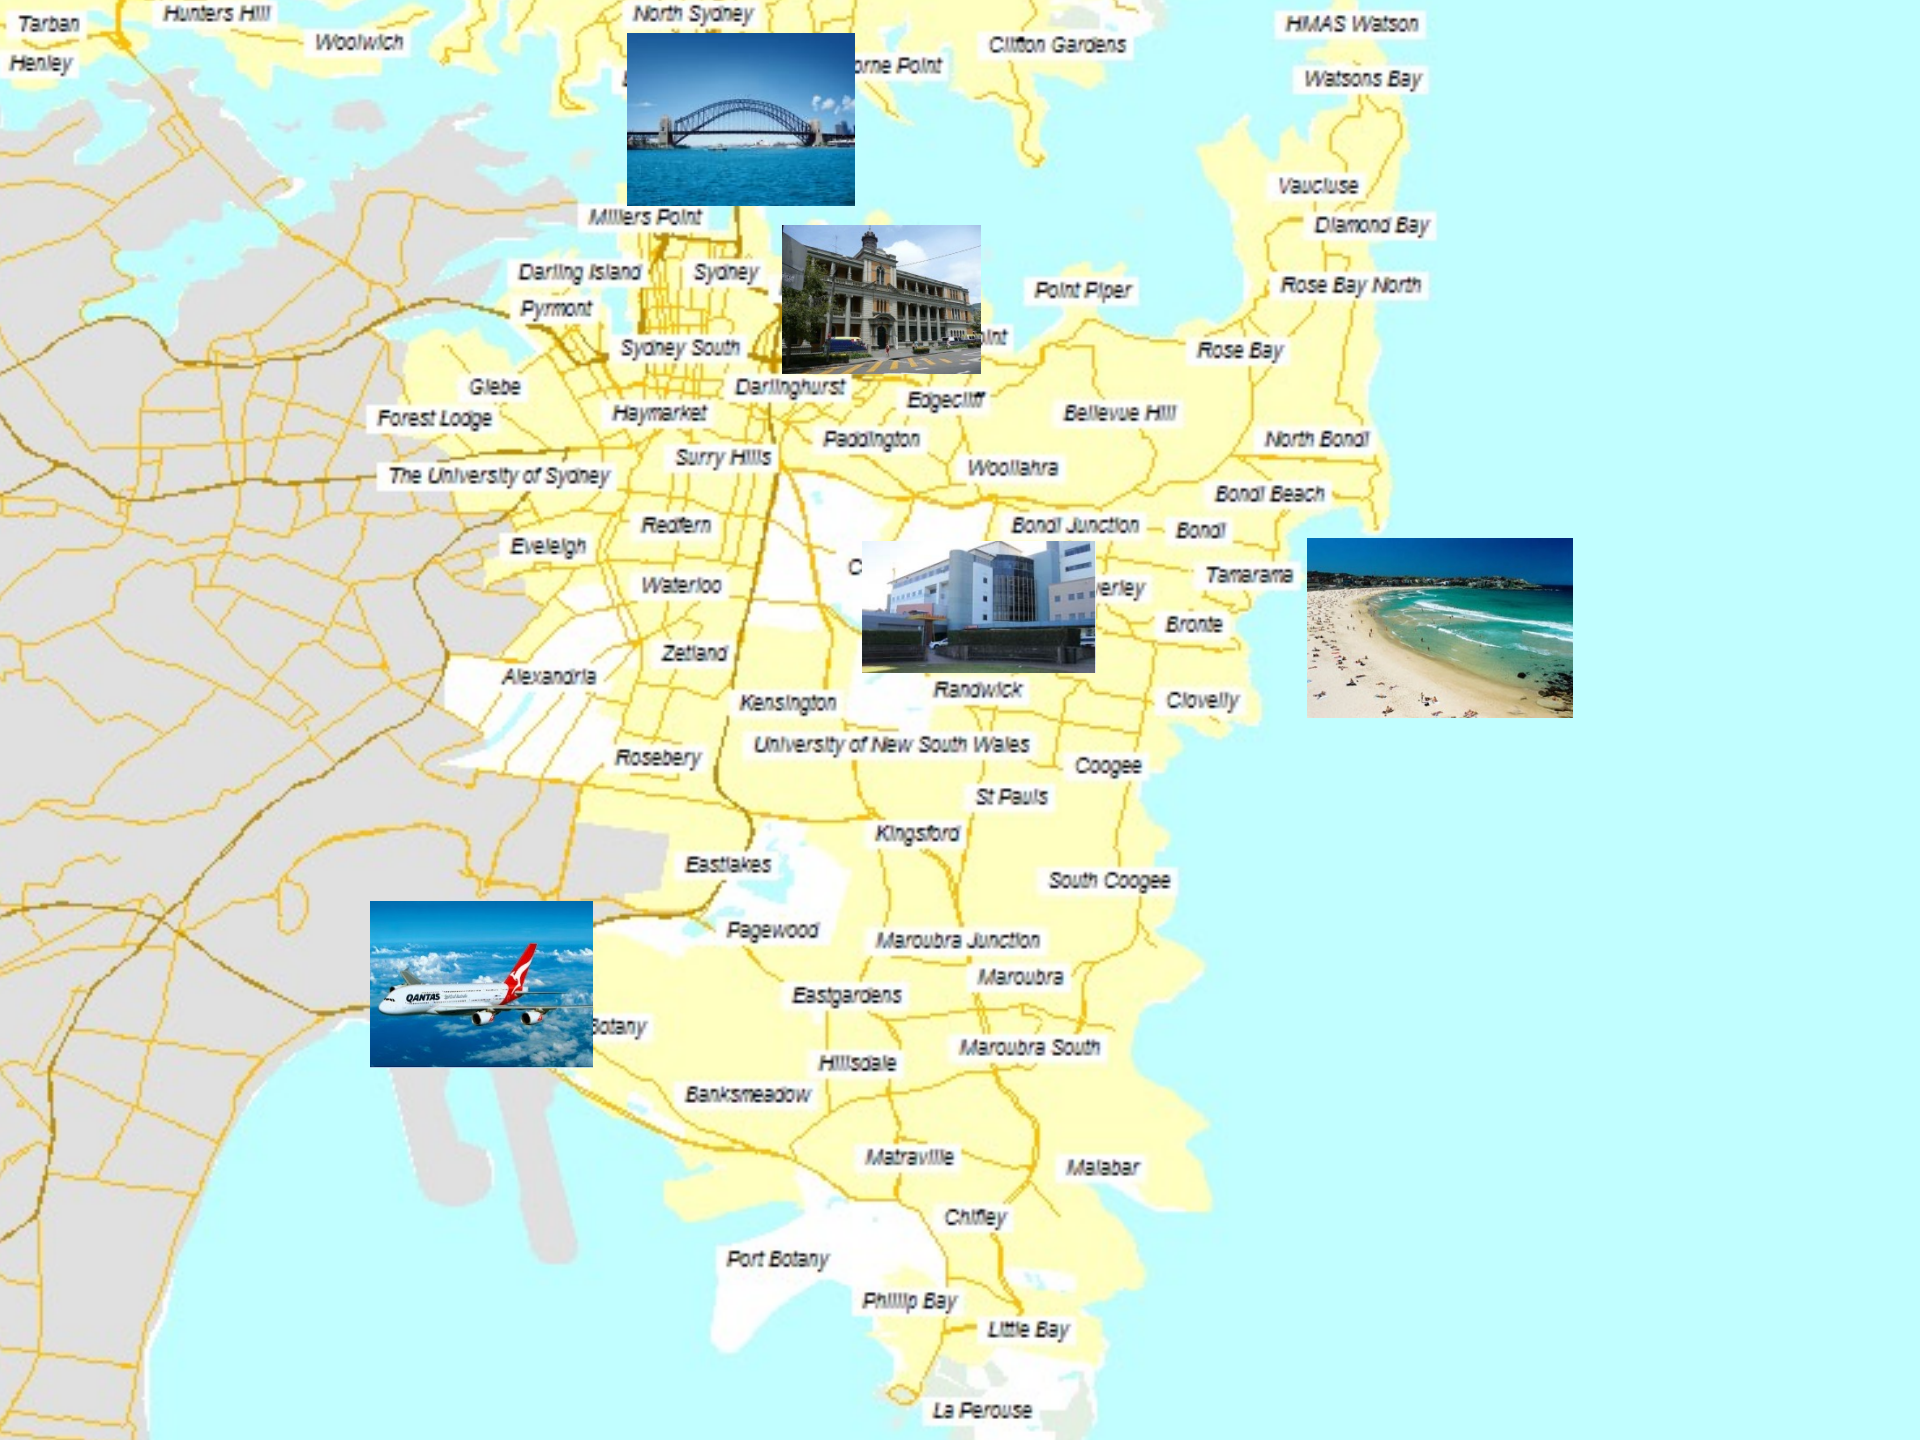 Tarban
Hunters Hill
Woolwich
Henley
North Sydney
Clifton Gardens
HMAS Watson
Watsons Bay
orne Point
Vaucluse
Diamond Bay
Millers Point
Darling Island
Sydney
Pyrmont
Point Piper
Rose Bay North
Sydney South
oint
Rose Bay
Glebe
Darlinghurst
Edgecliff
Forest Lodge
Haymarket
Bellevue Hill
Paddington
North Bondi
Surry Hills
Woollahra
The University of Sydney
Bondi Beach
Redfern
Bondi Junction
Bondi
Eveleigh
C
Waterloo
verley
Tamarama
Bronte
Zetland
Alexandria
Randwick
Kensington
Clovelly
University of New South Wales
Rosebery
Coogee
St Pauls
Kingsford
Eastlakes
South Coogee
Pagewood
Maroubra Junction
Maroubra
QANTAS
Eastgardens
Botany
Maroubra South
Hillsdale
Banksmeadow
Matraville
Malabar
Chifley
Port Botany
Phillip Bay
Little Bay
La Perouse